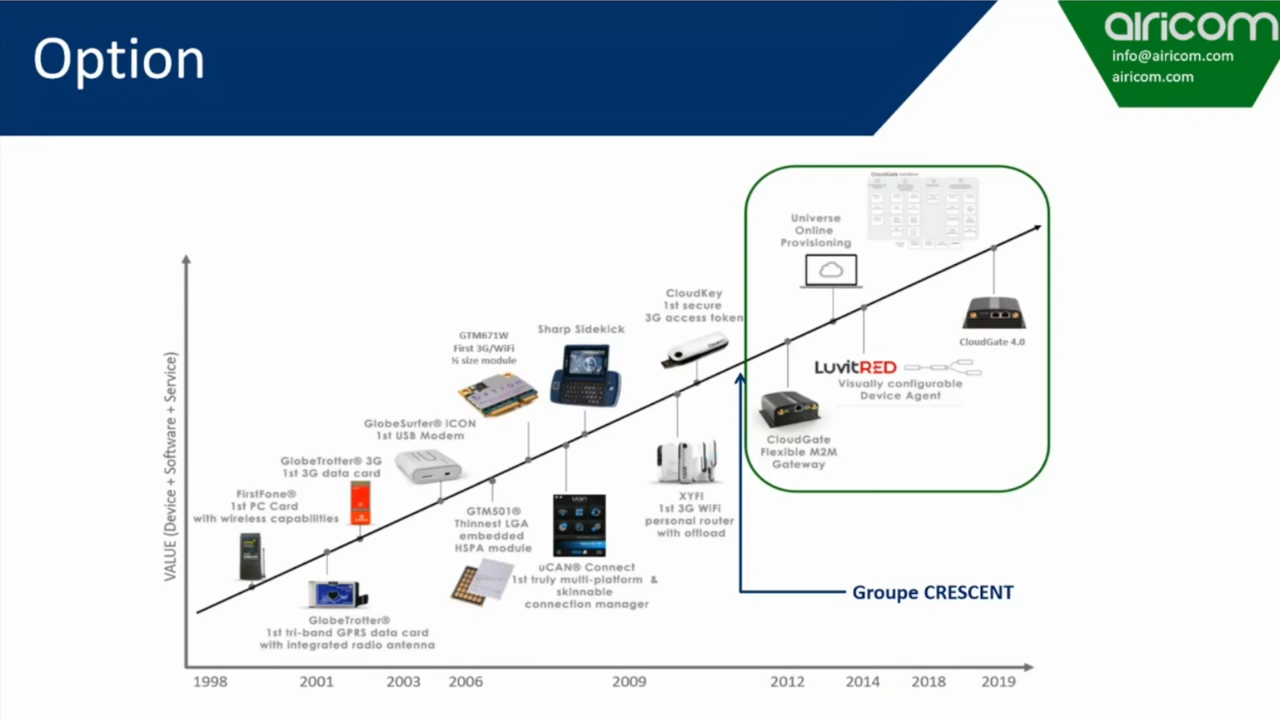 Option
airicom
info@airicom.com
airicom.com
VALUE (Device + Software + Service)
FirstFone®
1st PC Card
with wireless capabilities
GlobeTrotter®
1st tri-band GPRS data card
with integrated radio antenna
GlobeTrotter® 3G
1st 3G data card
GlobeSurfer® iCON
1st USB Modem
GTM501®
Thinnest LGA
embedded
HSPA module
GTM671W
First 3G/WiFi
½ size module
OPTION
uCAN® Connect
1st truly multi-platform &
skinnable
connection manager
Sharp Sidekick
XYFI
1st 3G WiFi
personal router
with offload
CloudKey
1st secure
3G access token
Groupe CRESCENT
CloudGate
Flexible M2M
Gateway
Universe
Online
Provisioning
LuvitRED
Visually configurable
Device Agent
CloudGate Solutions
CloudGate 4.0
1998 2001 2003 2006 2009 2012 2014 2018 2019